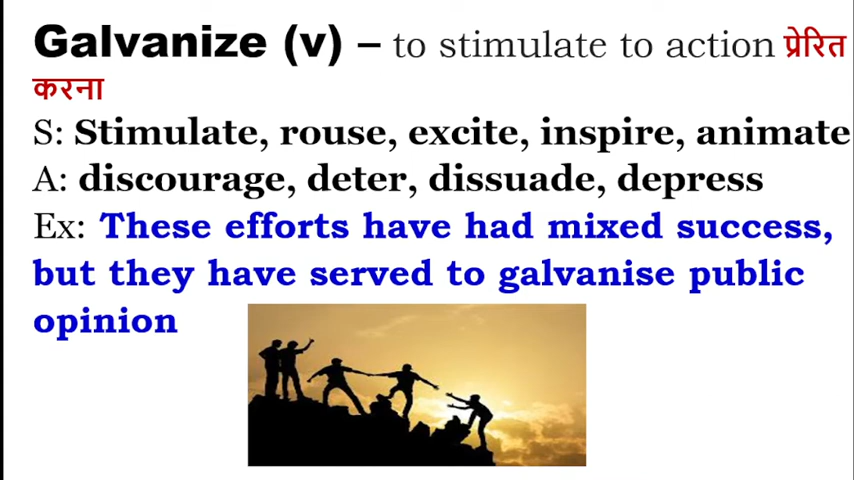 Galvanize (v) – to stimulate to action प्रेरित
करना
S: Stimulate, rouse, excite, inspire, animate
A: discourage, deter, dissuade, depress
Ex: These efforts have had mixed success,
but they have served to galvanise public
opinion